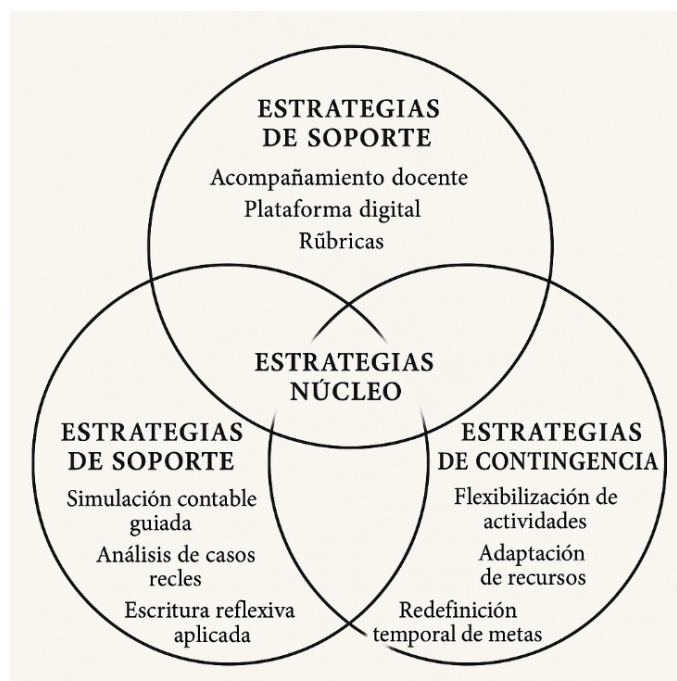 ESTRATEGIAS
DE SOPORTE
Acompañamiento docente
Plataforma digital
Rũbricas
ESTRATEGIAS
NÚCLEO
ESTRATEGIAS
DE SOPORTE
Simulación contable
guiada
Análisis de casos
recles
Escritura reflexiva
aplicada
ESTRATEGIAS
DE CONTINGENCIA
Flexibilización de
actividades
Adaptación
de recursos
Redefinición
temporal de metas